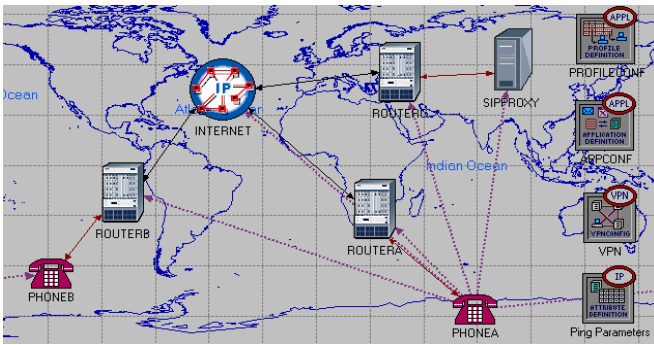 APPL
PROFILE
DEFINITION
PROFILECONF
IP
INTERNET
ROUTERC
SIPPROXY
Ocean
APPL
APPLICATION
DEFINITION
APPCONF
Indian Ocean
VPN
VPNCONFIG
VPN
ROUTERB
ROUTERA
PHONEB
IP
ATTRIBUTE
DEFINITION
PHONEA
Ping Parameters